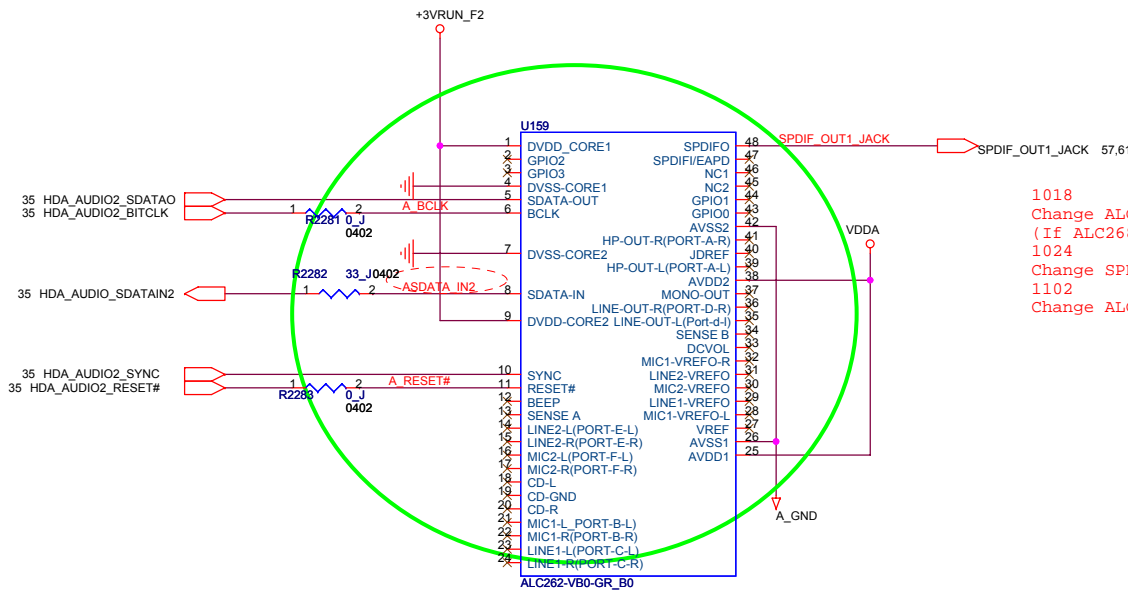 +3VRUN_F2
U159
1 DVDD_CORE1
2 GPIO2
3 GPIO3
4 DVSS-CORE1
35 HDA_AUDIO2_SDATAO
5 SDATA-OUT
35 HDA_AUDIO2_BITCLK
1 R2281 2 0_J 0402
A_BCLK
6 BCLK
7 DVSS-CORE2
35 HDA_AUDIO_SDATAIN2
R2282 33_J 0402
1 2
ASDATA_IN2
8 SDATA-IN
9 DVDD-CORE2
35 HDA_AUDIO2_SYNC
10 SYNC
35 HDA_AUDIO2_RESET#
1 R2283 2 0_J 0402
A_RESET#
11 RESET#
12 BEEP
13 SENSE A
14 LINE2-L(PORT-E-L)
15 LINE2-R(PORT-E-R)
16 MIC2-L(PORT-F-L)
17 MIC2-R(PORT-F-R)
18 CD-L
19 CD-GND
20 CD-R
21 MIC1-L_PORT-B-L)
22 MIC1-R(PORT-B-R)
23 LINE1-L(PORT-C-L)
24 LINE1-R(PORT-C-R)
SPDIFO 48
SPDIF_OUT1_JACK
SPDIF_OUT1_JACK 57,61
SPDIFI/EAPD 47
NC1 46
NC2 45
GPIO1 44
GPIO0 43
AVSS2 42
HP-OUT-R(PORT-A-R) 41
JDREF 40
HP-OUT-L(PORT-A-L) 39
AVDD2 38
MONO-OUT 37
LINE-OUT-R(PORT-D-R) 36
LINE-OUT-L(Port-d-l) 35
SENSE B 34
DCVOL 33
MIC1-VREFO-R 32
LINE2-VREFO 31
MIC2-VREFO 30
LINE1-VREFO 29
MIC1-VREFO-L 28
VREF 27
AVSS1 26
AVDD1 25
VDDA
A_GND
ALC262-VB0-GR_B0
1018
Change ALC
(If ALC268
1024
Change SPD
1102
Change ALC